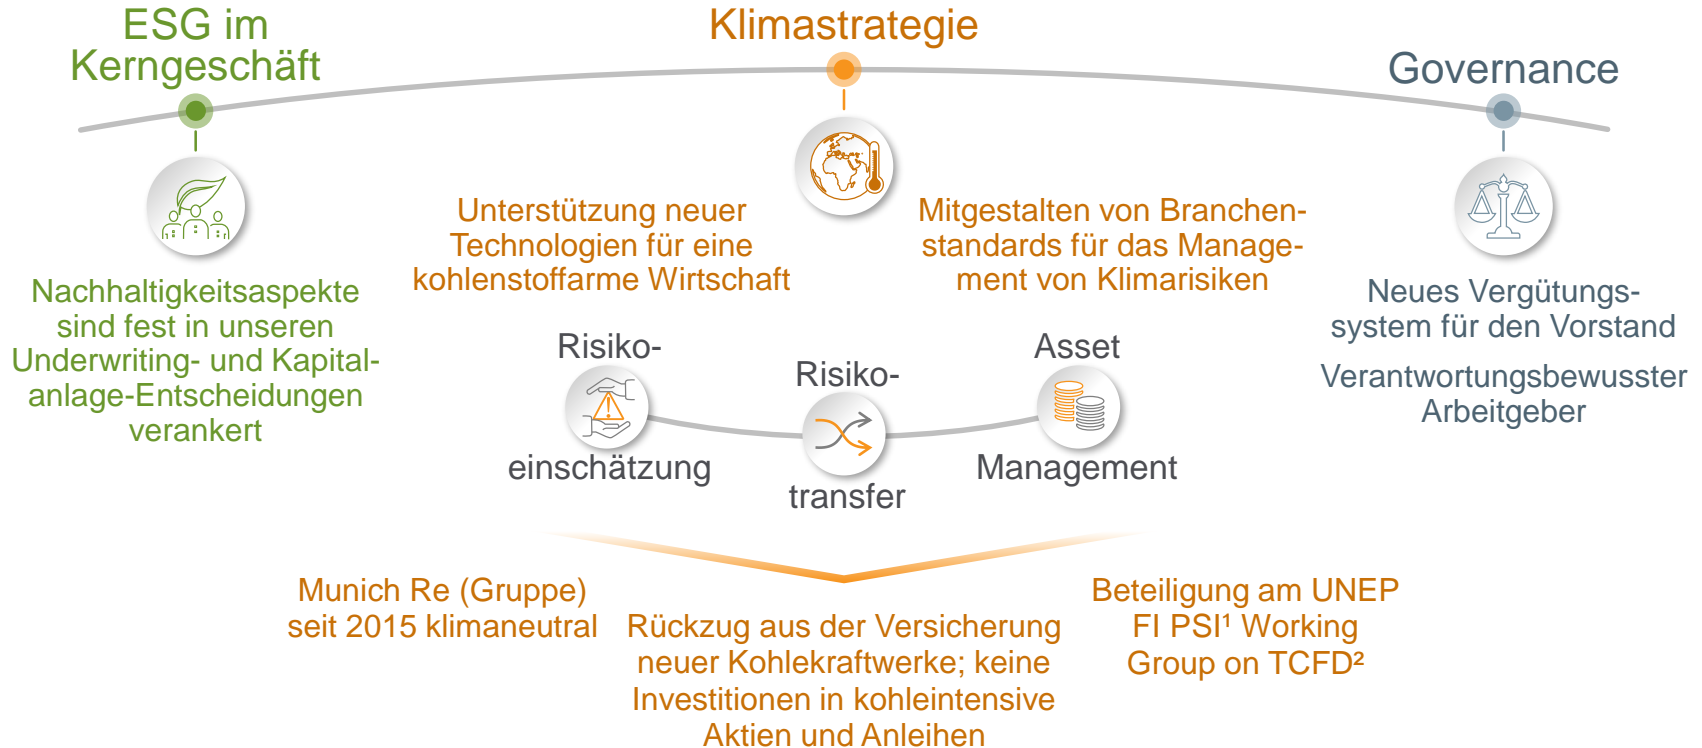 ESG im
Kerngeschäft
Nachhaltigkeitsaspekte
sind fest in unseren
Underwriting- und Kapital-
anlage-Entscheidungen
verankert
Klimastrategie
Unterstützung neuer
Technologien für eine
kohlenstoffarme Wirtschaft
Mitgestalten von Branchen-
standards für das Manage-
ment von Klimarisiken
Risiko-
einschätzung
Risiko-
transfer
Asset
Management
Munich Re (Gruppe)
seit 2015 klimaneutral
Rückzug aus der Versicherung
neuer Kohlekraftwerke; keine
Investitionen in kohleintensive
Aktien und Anleihen
Beteiligung am UNEP
FI PSI¹ Working
Group on TCFD²
Governance
Neues Vergütungs-
system für den Vorstand
Verantwortungsbewusster
Arbeitgeber